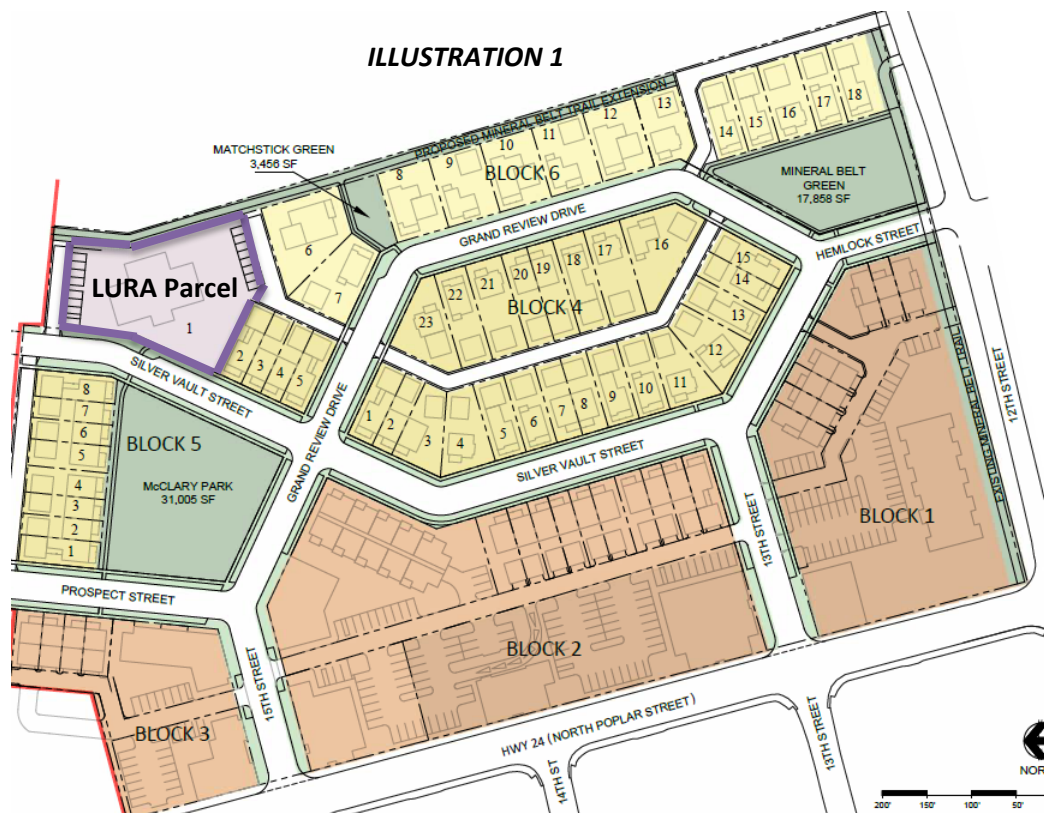 ILLUSTRATION 1
PROPOSED MINERAL BELT TRAIL EXTENSION
MATCHSTICK GREEN
3,456 SF
8
9
10
11
12
13
14
15
16
17
18
BLOCK 6
MINERAL BELT
GREEN
17,858 SF
6
7
GRAND REVIEW DRIVE
HEMLOCK STREET
LURA Parcel
1
2
3
4
5
23
22
21
20
19
18
17
16
BLOCK 4
15
14
13
12
1
2
3
4
5
6
7
8
9
10
11
SILVER VAULT STREET
GRAND REVIEW DRIVE
SILVER VAULT STREET
8
7
6
5
4
3
2
1
BLOCK 5
McCLARY PARK
31,005 SF
EXISTING MINERAL BELT TRAIL
12TH STREET
13TH STREET
BLOCK 1
PROSPECT STREET
15TH STREET
BLOCK 2
BLOCK 3
HWY 24 ( NORTH POPLAR STREET )
14TH ST
13TH STREET
200'
150'
100'
50'